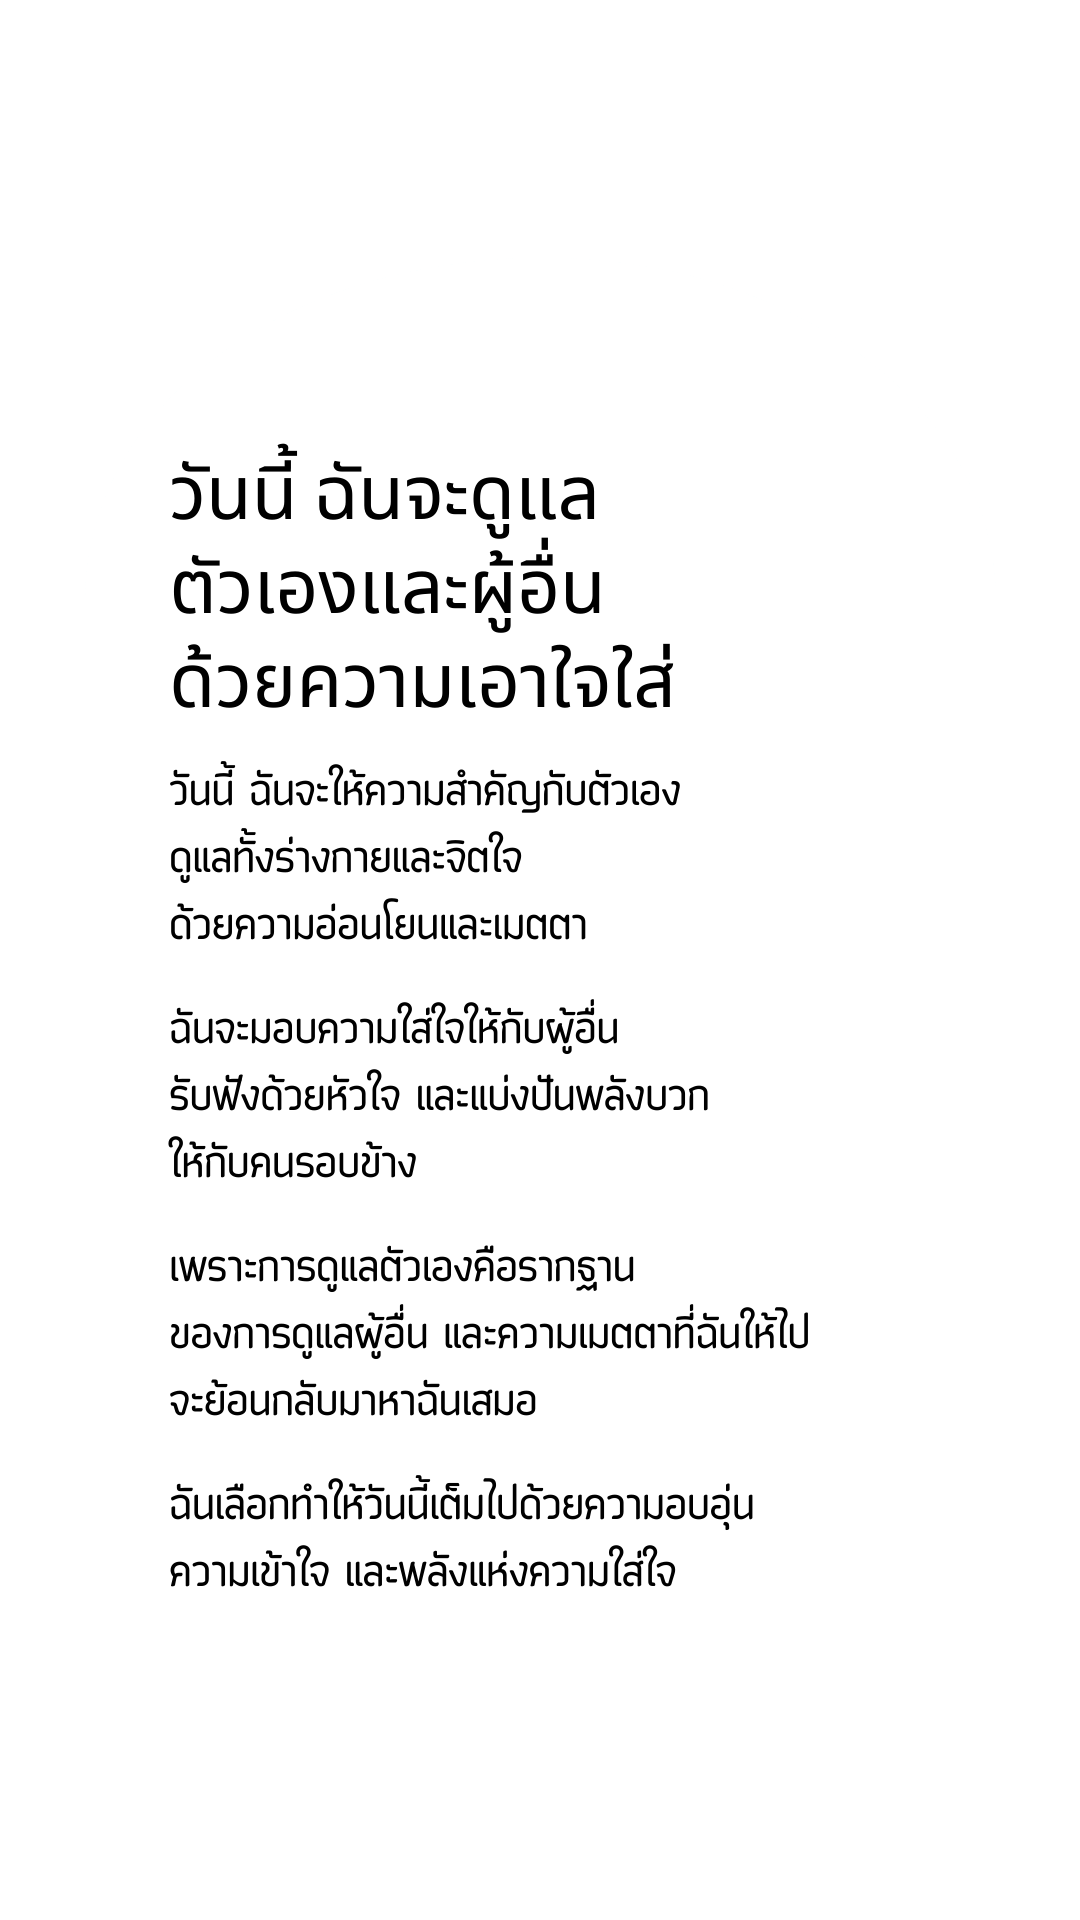 วันนี้ ฉันจะดูแล
ตัวเองและผู้อื่น
ด้วยความเอาใจใส่
วันนี้ ฉันจะให้ความสำคัญกับตัวเอง
ดูแลทั้งร่างกายและจิตใจ
ด้วยความอ่อนโยนและเมตตา
ฉันจะมอบความใส่ใจให้กับผู้อื่น
รับฟังด้วยหัวใจ และแบ่งปันพลังบวก
ให้กับคนรอบข้าง
เพราะการดูแลตัวเองคือรากฐาน
ของการดูแลผู้อื่น และความเมตตาที่ฉันให้ไป
จะย้อนกลับมาหาฉันเสมอ
ฉันเลือกทำให้วันนี้เต็มไปด้วยความอบอุ่น
ความเข้าใจ และพลังแห่งความใส่ใจ